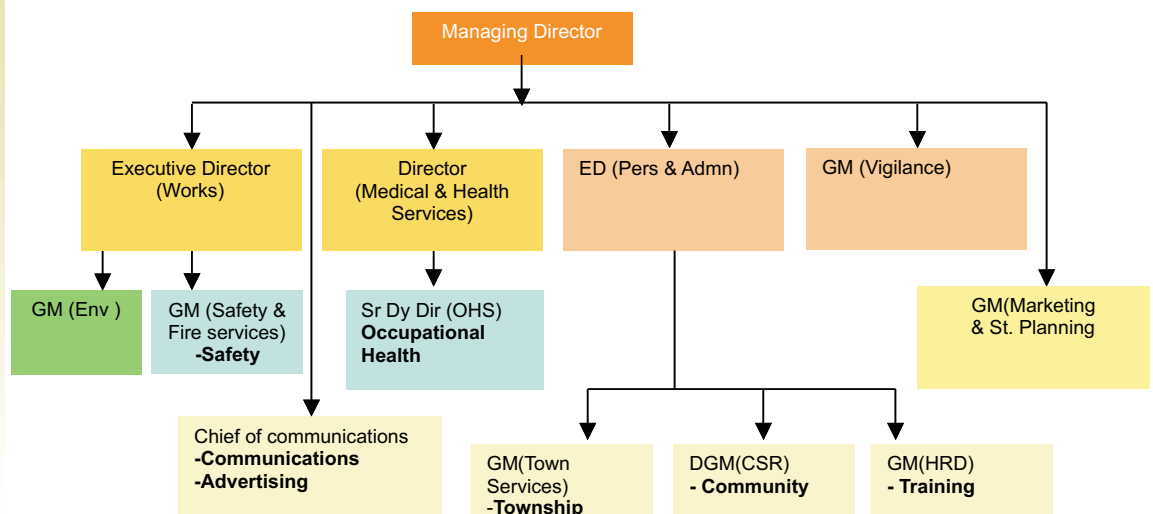 Managing Director
Executive Director
(Works)
Director
(Medical & Health
Services)
ED (Pers & Admn)
GM (Vigilance)
GM (Env )
GM (Safety &
Fire services)
-Safety
Sr Dy Dir (OHS)
Occupational
Health
GM(Marketing
& St. Planning
Chief of communications
-Communications
-Advertising
GM(Town
Services)
-Township
DGM(CSR)
- Community
GM(HRD)
- Training